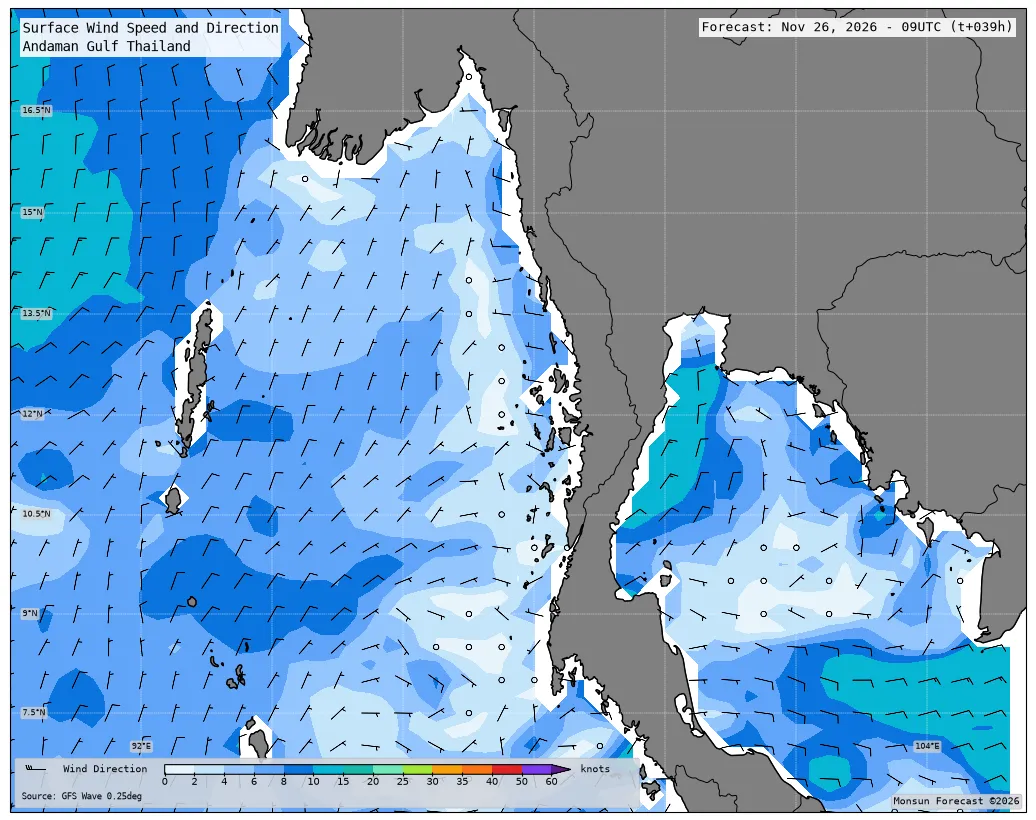 Surface Wind Speed and Direction
Andaman Gulf Thailand
Forecast: Nov 26, 2026 - 09UTC (t+039h)
16.5°N
15°N
13.5°N
12°N
10.5°N
9°N
7.5°N
92°E
104°E
Wind Direction
0 2 4 6 8 10 15 20 25 30 35 40 50 60 knots
Source: GFS Wave 0.25deg
Monsun Forecast ©2026